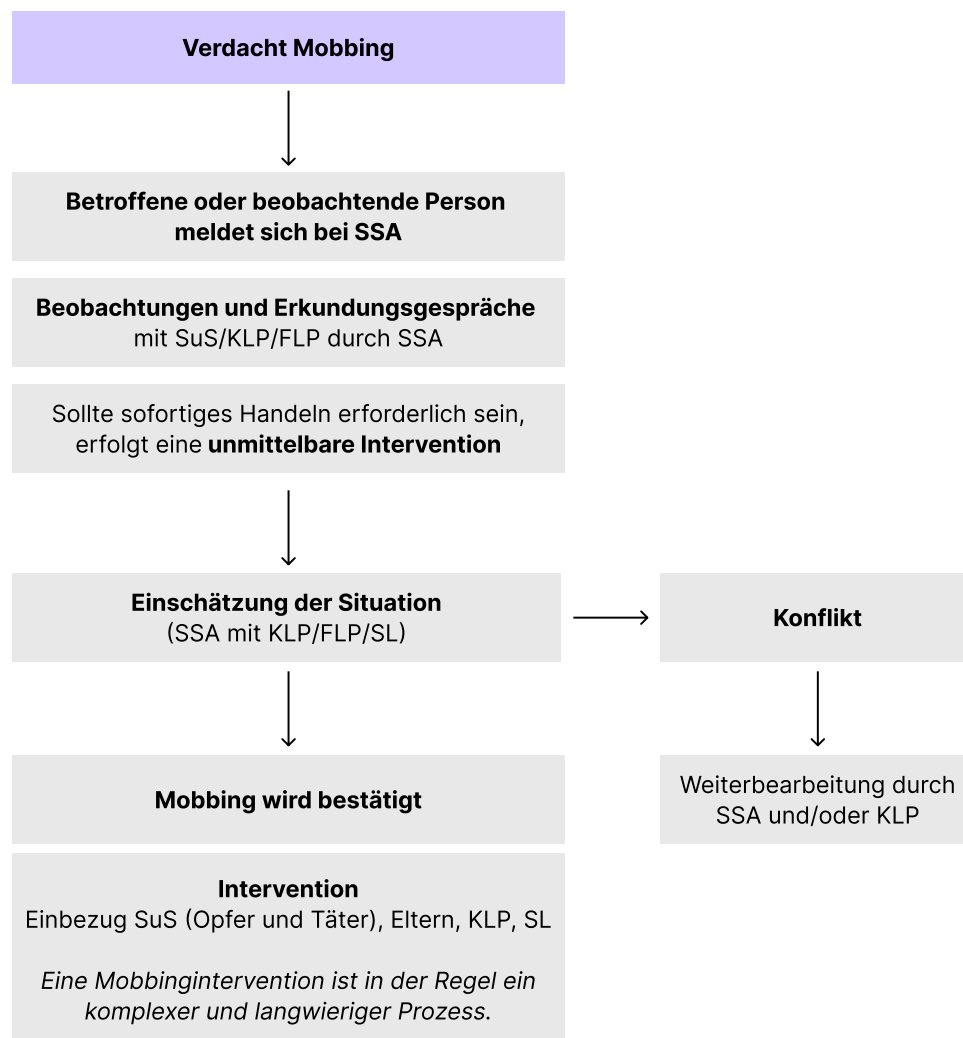 Verdacht Mobbing
Betroffene oder beobachtende Person
meldet sich bei SSA
Beobachtungen und Erkundungsgespräche
mit SuS/KLP/FLP durch SSA
Sollte sofortiges Handeln erforderlich sein,
erfolgt eine unmittelbare Intervention
Einschätzung der Situation
(SSA mit KLP/FLP/SL)
Konflikt
Mobbing wird bestätigt
Weiterbearbeitung durch
SSA und/oder KLP
Intervention
Einbezug SuS (Opfer und Täter), Eltern, KLP, SL
Eine Mobbingintervention ist in der Regel ein
komplexer und langwieriger Prozess.